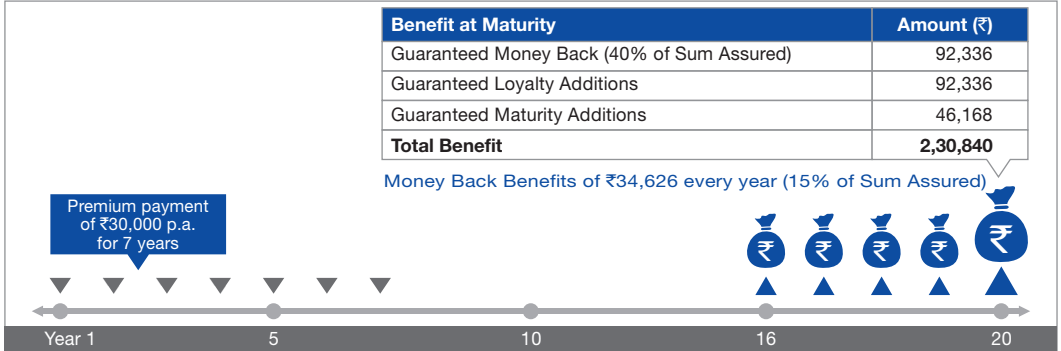 Benefit at Maturity Amount (₹)
Guaranteed Money Back (40% of Sum Assured) 92,336
Guaranteed Loyalty Additions 92,336
Guaranteed Maturity Additions 46,168
Total Benefit 2,30,840
Money Back Benefits of ₹34,626 every year (15% of Sum Assured)
Premium payment
of ₹30,000 p.a.
for 7 years
₹ ₹ ₹ ₹ ₹
Year 1 5 10 16 20